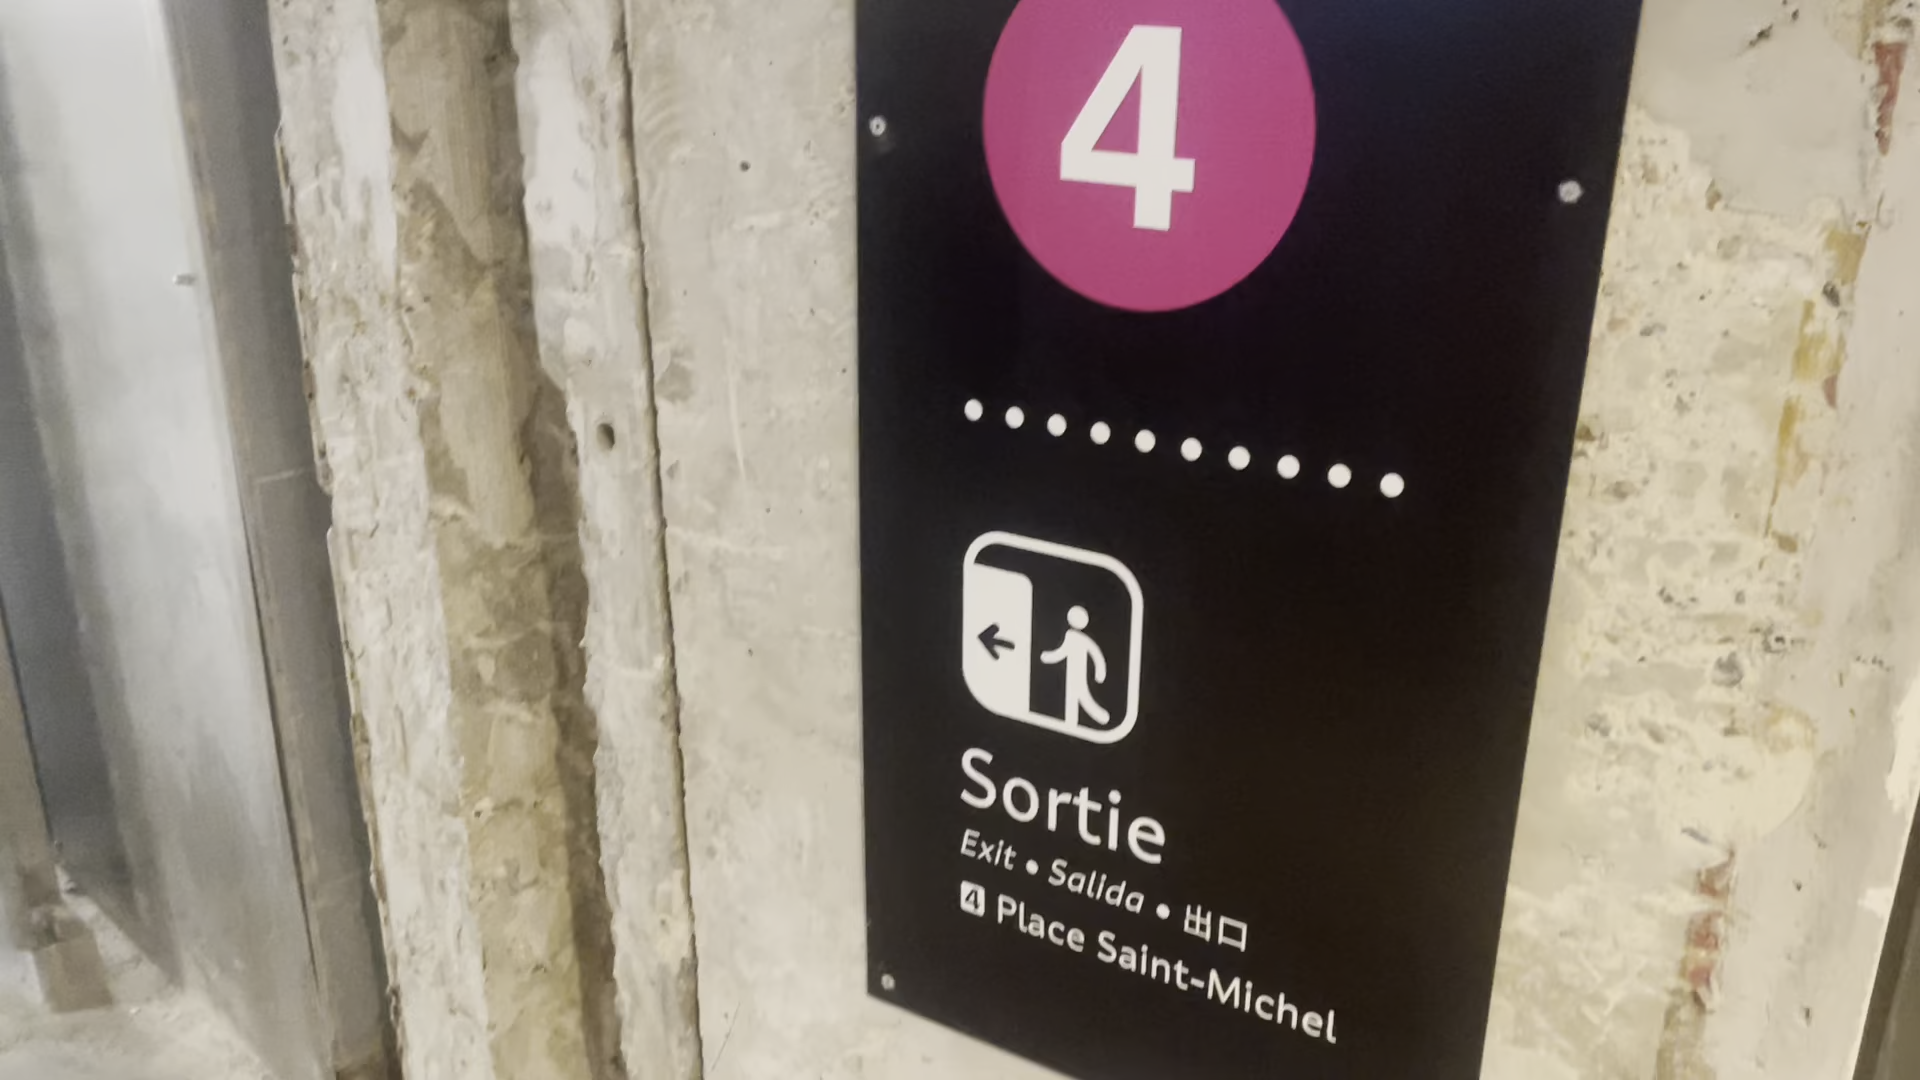 4
Sortie
Exit • Salida • 出口
4 Place Saint-Michel